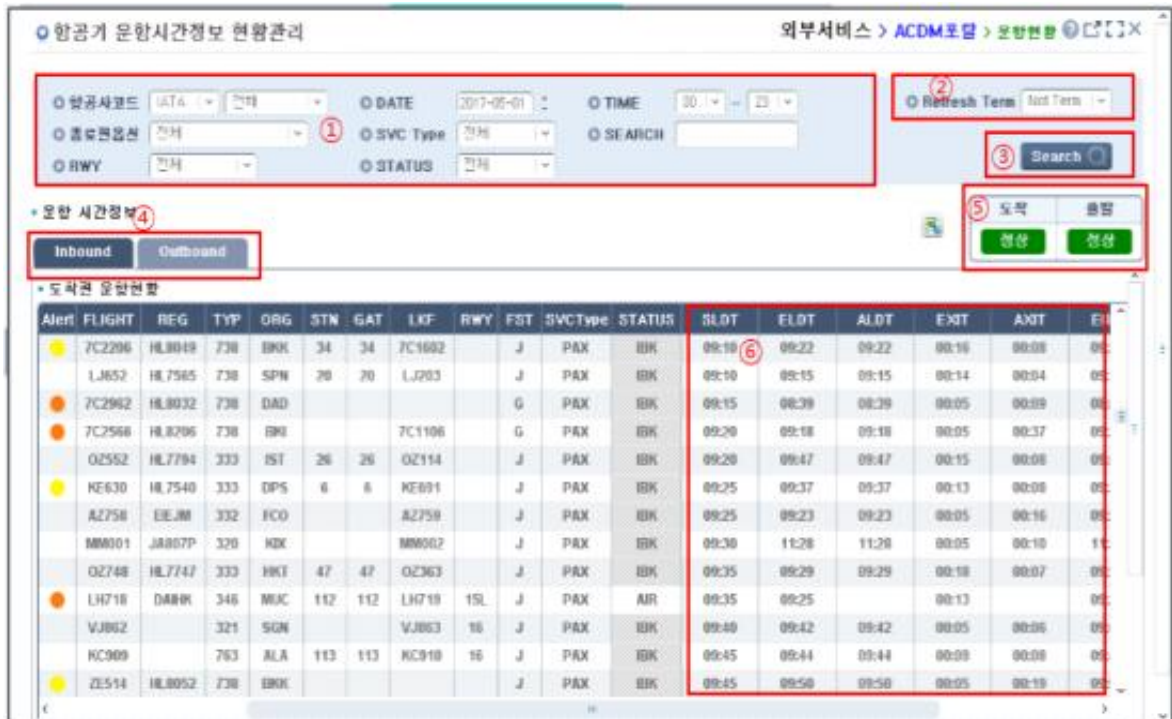 항공기 운항시간정보 현황관리
외부서비스 > ACDM포탈 > 운항현황
항공사코드 IATA 전체 DATE 2017-05-01 TIME 00 ~ 23 ② Refresh Term Not Term
종료편옵션 전체 ① SVC Type 전체 SEARCH
RWY 전체 STATUS 전체 ③ Search
운항 시간정보 ④
⑤ 도착 출발
정상 정상
Inbound Outbound
도착편 운항현황
Alert FLIGHT REG TYP ORG STN GAT LKF RWY FST SVCType STATUS SLDT ELDT ALDT EXIT AXIT
7C2206 HL8049 738 BKK 34 34 7C1602 J PAX IBK 09:10 ⑥ 09:22 09:22 00:16 00:08
LJ652 HL7565 738 SPN 20 20 LJ203 J PAX IBK 09:10 09:15 09:15 00:14 00:04
7C2962 HL8032 738 DAD G PAX IBK 09:15 08:39 08:39 00:05 00:09
7C2568 HL8206 738 BKI 7C1106 G PAX IBK 09:20 09:18 09:18 00:05 00:37
OZ552 HL7794 333 IST 26 26 OZ114 J PAX IBK 09:20 09:47 09:47 00:15 00:08
KE630 HL7540 333 DPS 6 6 KE691 J PAX IBK 09:25 09:37 09:37 00:13 00:08
AZ758 EIEJM 332 FCO AZ759 J PAX IBK 09:25 09:23 09:23 00:05 00:16
MM001 JA807P 320 KIX MM002 J PAX IBK 09:30 11:28 11:28 00:05 00:10
OZ748 HL7747 333 HKT 47 47 OZ363 J PAX IBK 09:35 09:29 09:29 00:18 00:07
LH718 DAIHK 346 MUC 112 112 LH719 15L J PAX AIR 09:35 09:25 00:13
VJ862 321 SGN VJ863 16 J PAX IBK 09:40 09:42 09:42 00:05 00:06
KC909 763 ALA 113 113 KC910 16 J PAX IBK 09:45 09:44 09:44 00:09 00:08
ZE514 HL8052 738 BKK J PAX IBK 09:45 09:50 09:50 00:05 00:19